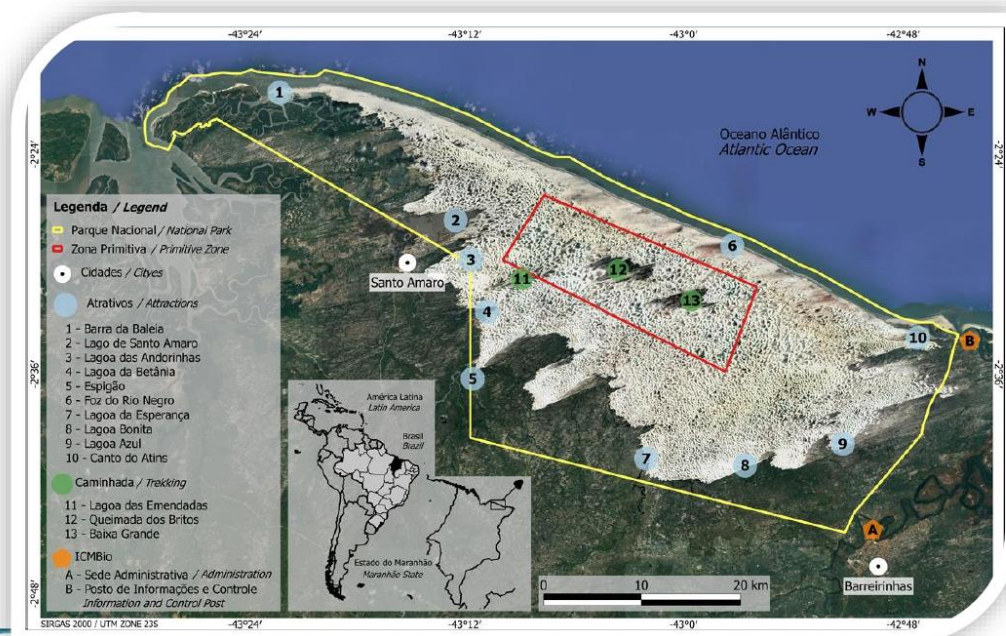 -43°24' -43°12' -43°0' -42°48'
-2°24'
-2°36'
-2°48'
-2°24'
-2°36'
-2°48'
N
W E
S
Oceano Alântico
Atlantic Ocean
1
2
3
4
5
6
7
8
9
10
11
12
13
A
B
Santo Amaro
Barreirinhas
Legenda / Legend
Parque Nacional / National Park
Zona Primitiva / Primitive Zone
Cidades / Cityes
Atrativos / Attractions
1 - Barra da Baleia
2 - Lago de Santo Amaro
3 - Lagoa das Andorinhas
4 - Lagoa da Betânia
5 - Espigão
6 - Foz do Rio Negro
7 - Lagoa da Esperança
8 - Lagoa Bonita
9 - Lagoa Azul
10 - Canto do Atins
Caminhada / Trekking
11 - Lagoa das Emendadas
12 - Queimada dos Britos
13 - Baixa Grande
ICMBio
A - Sede Administrativa / Administration
B - Posto de Informações e Controle
Information and Control Post
América Latina
Latin America
Brasil
Brazil
Estado do Maranhão
Maranhão State
0 10 20 km
SIRGAS 2000 / UTM ZONE 23S
-43°24' -43°12' -43°0' -42°48'